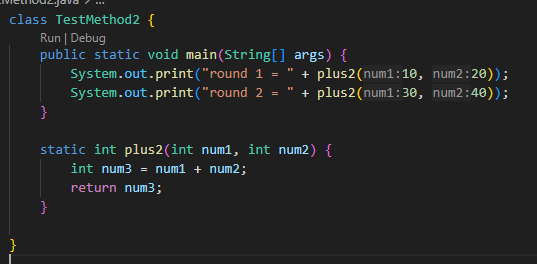 tMethod2.java > ...
class TestMethod2 {
Run | Debug
public static void main(String[] args) {
System.out.print("round 1 = " + plus2(num1:10, num2:20));
System.out.print("round 2 = " + plus2(num1:30, num2:40));
}
static int plus2(int num1, int num2) {
int num3 = num1 + num2;
return num3;
}
}